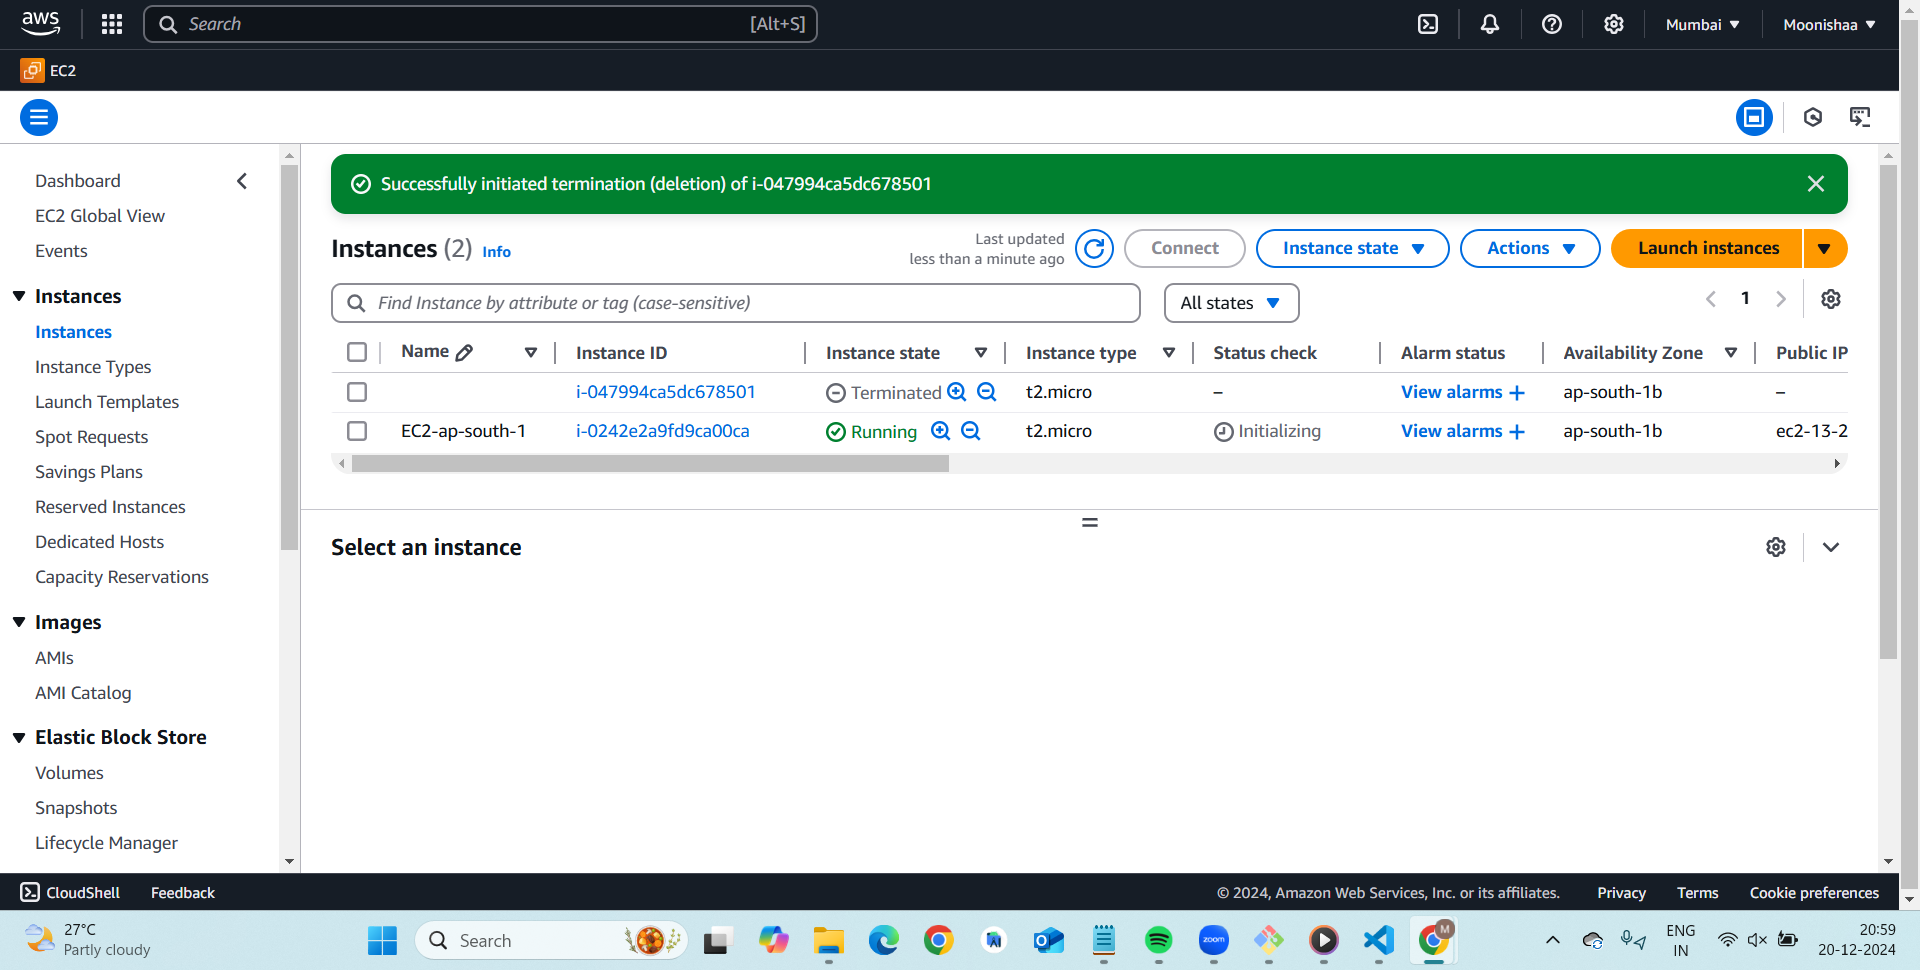 aws
Search
[Alt+S]
Mumbai
Moonishaa
EC2
Dashboard
EC2 Global View
Events
Instances
Instances
Instance Types
Launch Templates
Spot Requests
Savings Plans
Reserved Instances
Dedicated Hosts
Capacity Reservations
Images
AMIs
AMI Catalog
Elastic Block Store
Volumes
Snapshots
Lifecycle Manager
Successfully initiated termination (deletion) of i-047994ca5dc678501
Instances (2) Info
Last updated
less than a minute ago
Connect
Instance state
Actions
Launch instances
Find Instance by attribute or tag (case-sensitive)
All states
1
Name Instance ID Instance state Instance type Status check Alarm status Availability Zone Public IP
i-047994ca5dc678501 Terminated t2.micro – View alarms + ap-south-1b –
EC2-ap-south-1 i-0242e2a9fd9ca00ca Running t2.micro Initializing View alarms + ap-south-1b ec2-13-2
Select an instance
CloudShell Feedback © 2024, Amazon Web Services, Inc. or its affiliates. Privacy Terms Cookie preferences
27°C
Partly cloudy
Search
zoom
M
ENG
IN
20:59
20-12-2024